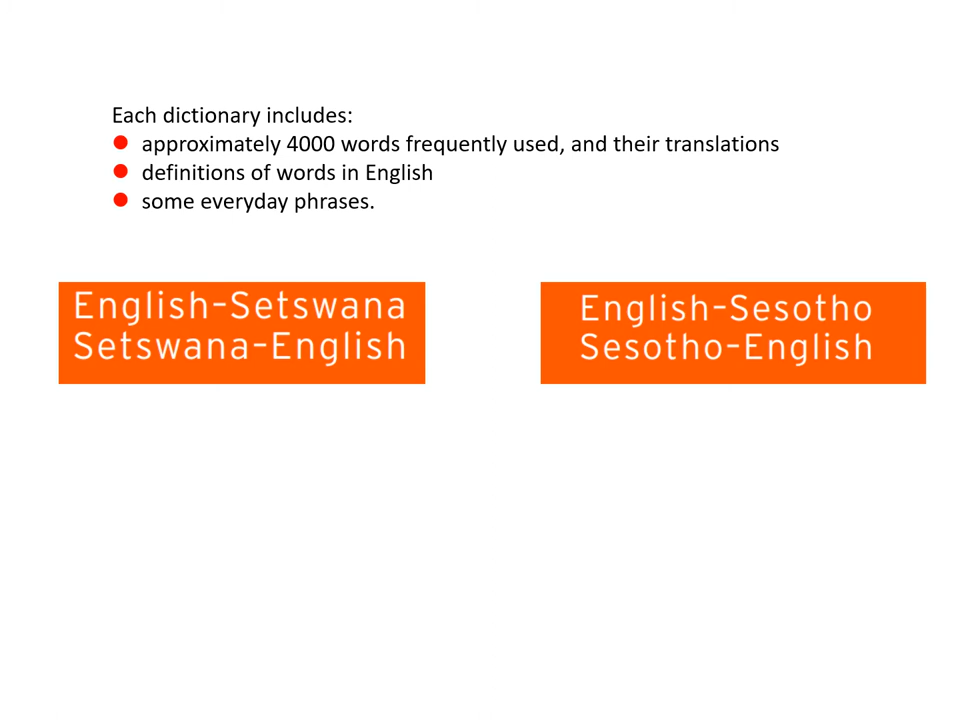 Each dictionary includes:
● approximately 4000 words frequently used, and their translations
● definitions of words in English
● some everyday phrases.
English–Setswana
Setswana–English
English–Sesotho
Sesotho–English